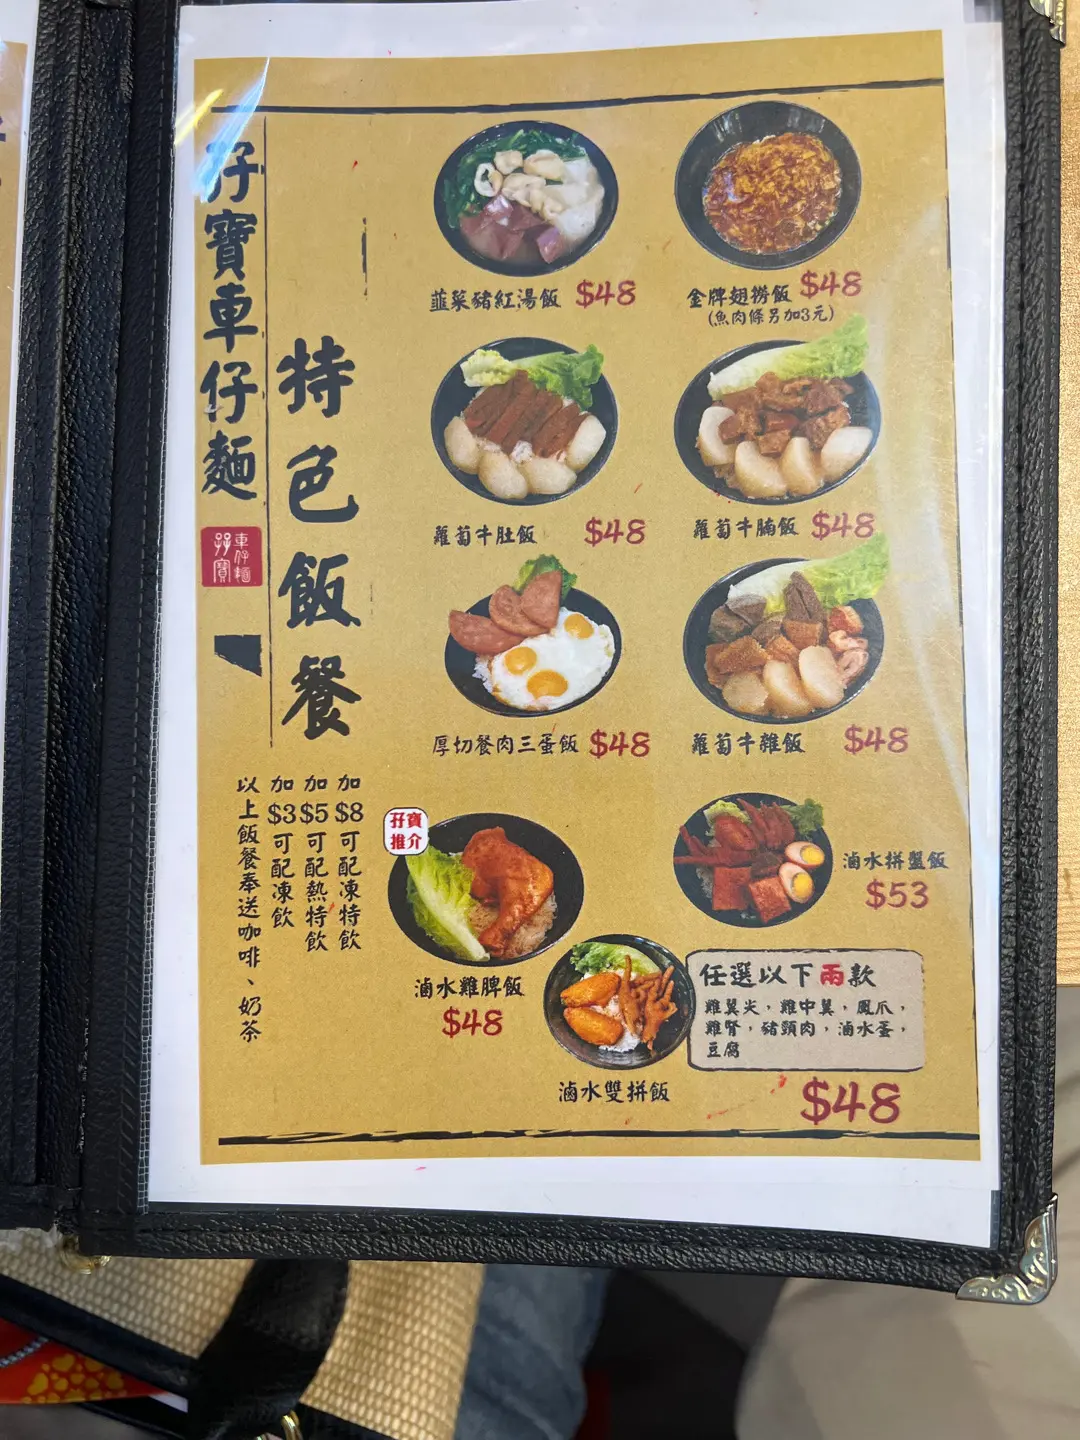 孖寶車仔麵
孖寶
車仔麵
特色飯餐
加$8可配凍特飲
加$5可配熱特飲
加$3可配凍飲
以上飯餐奉送咖啡、奶茶
韮菜豬紅湯飯 $48
金牌翅撈飯 $48
(魚肉條另加3元)
蘿蔔牛肚飯 $48
蘿蔔牛腩飯 $48
厚切餐肉三蛋飯 $48
蘿蔔牛雜飯 $48
孖寶
推介
滷水雞脾飯
$48
滷水拼盤飯
$53
滷水雙拼飯
任選以下兩款
雞翼尖，雞中翼，鳳爪，
雞腎，豬頸肉，滷水蛋，
豆腐
$48